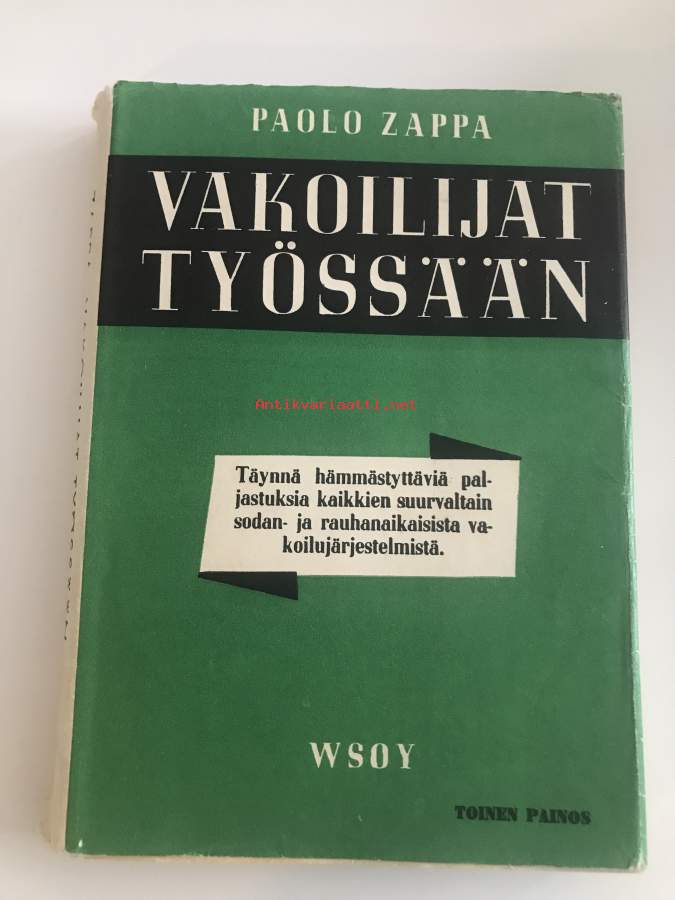 PAOLO ZAPPA
VAKOILIJAT
TYÖSSÄÄN
Antikvariaatti.net
Täynnä hämmästyttäviä pal-
jastuksia kaikkien suurvaltain
sodan- ja rauhanaikaisista va-
koilujärjestelmistä.
WSOY
TOINEN PAINOS